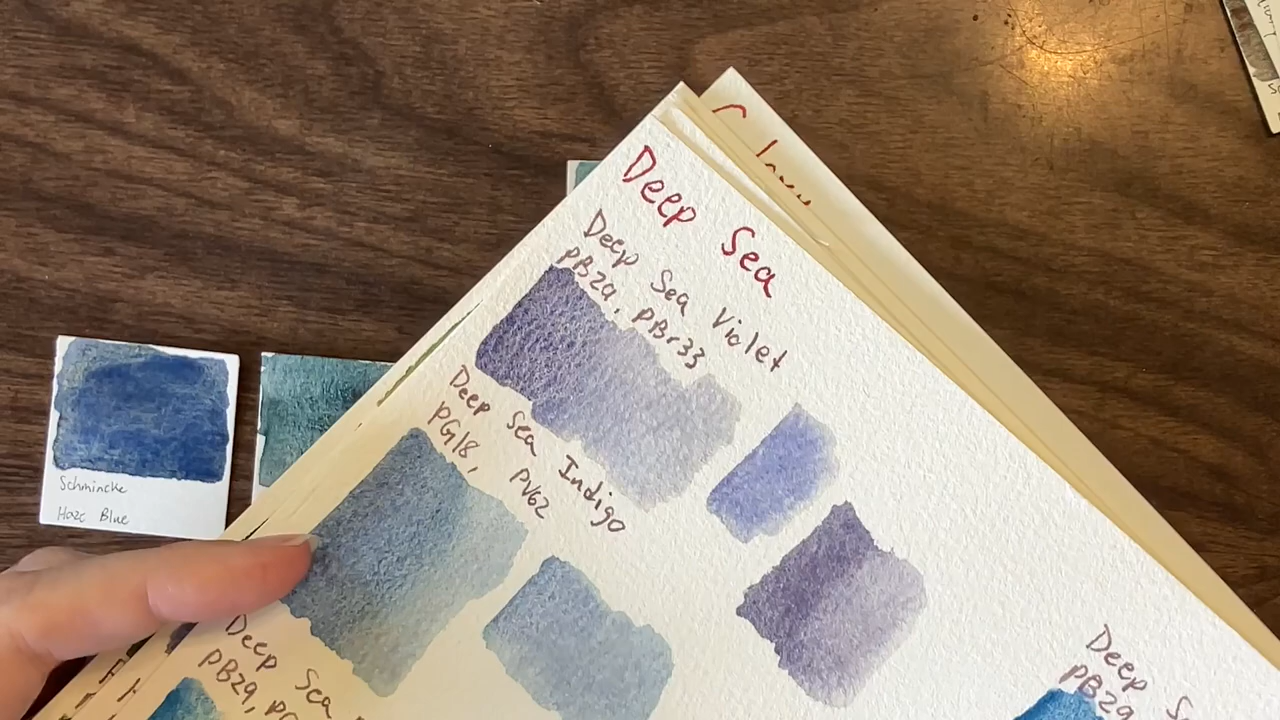 Deep Sea
Deep Sea Violet
PB29, PBr33
Deep Sea Indigo
PG18, PV62
Deep Sea
PB29,
Deep
PB29
Schmincke
Haze Blue